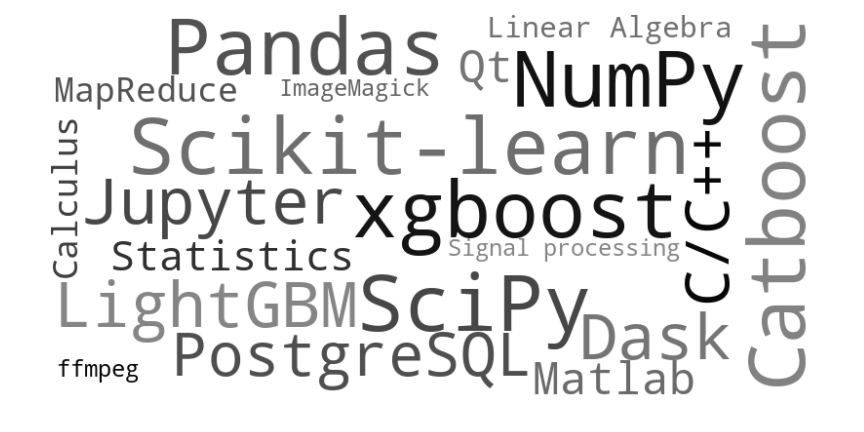 Linear Algebra
Pandas
Qt
NumPy
Catboost
MapReduce
ImageMagick
Scikit-learn
Calculus
Jupyter
xgboost
C/C++
Statistics
Signal processing
LightGBM
SciPy
Dask
PostgreSQL
ffmpeg
Matlab